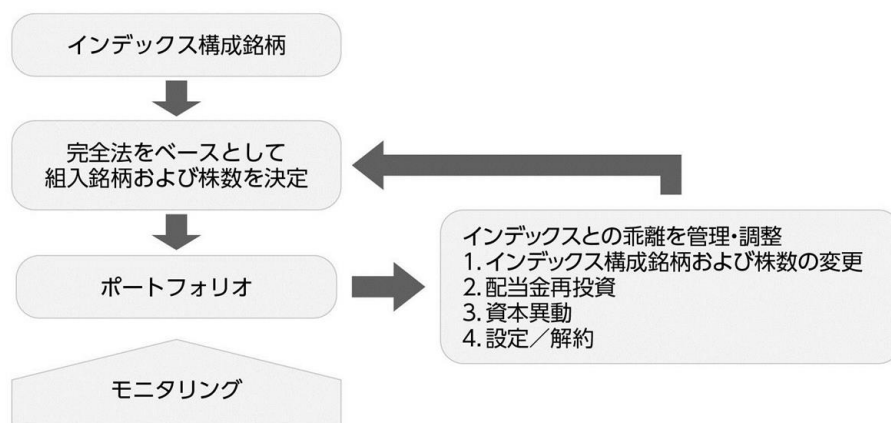 インデックス構成銘柄
完全法をベースとして
組入銘柄および株数を決定
ポートフォリオ
インデックスとの乖離を管理・調整
1. インデックス構成銘柄および株数の変更
2. 配当金再投資
3. 資本異動
4. 設定／解約
モニタリング